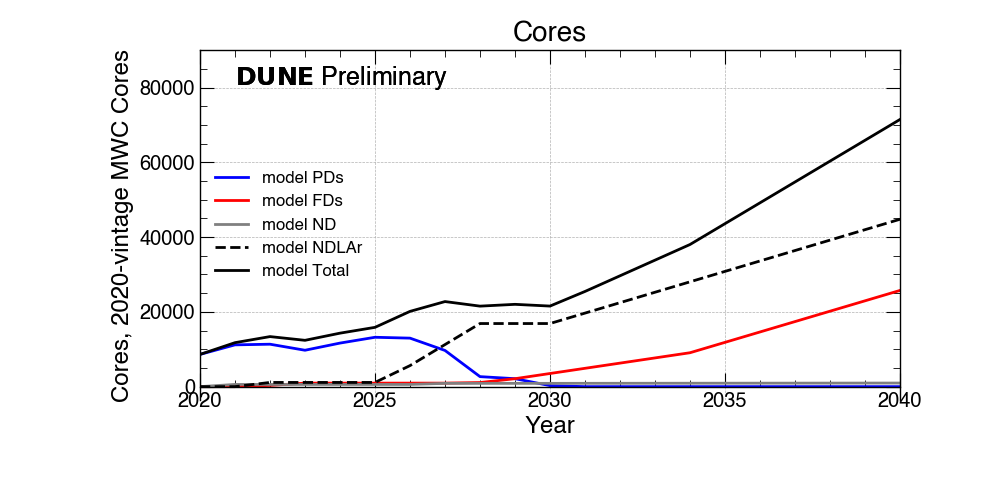 Cores
DUNE Preliminary
Cores, 2020-vintage MWC Cores
80000
60000
40000
20000
0
model PDs
model FDs
model ND
model NDLAr
model Total
2020 2025 2030 2035 2040
Year